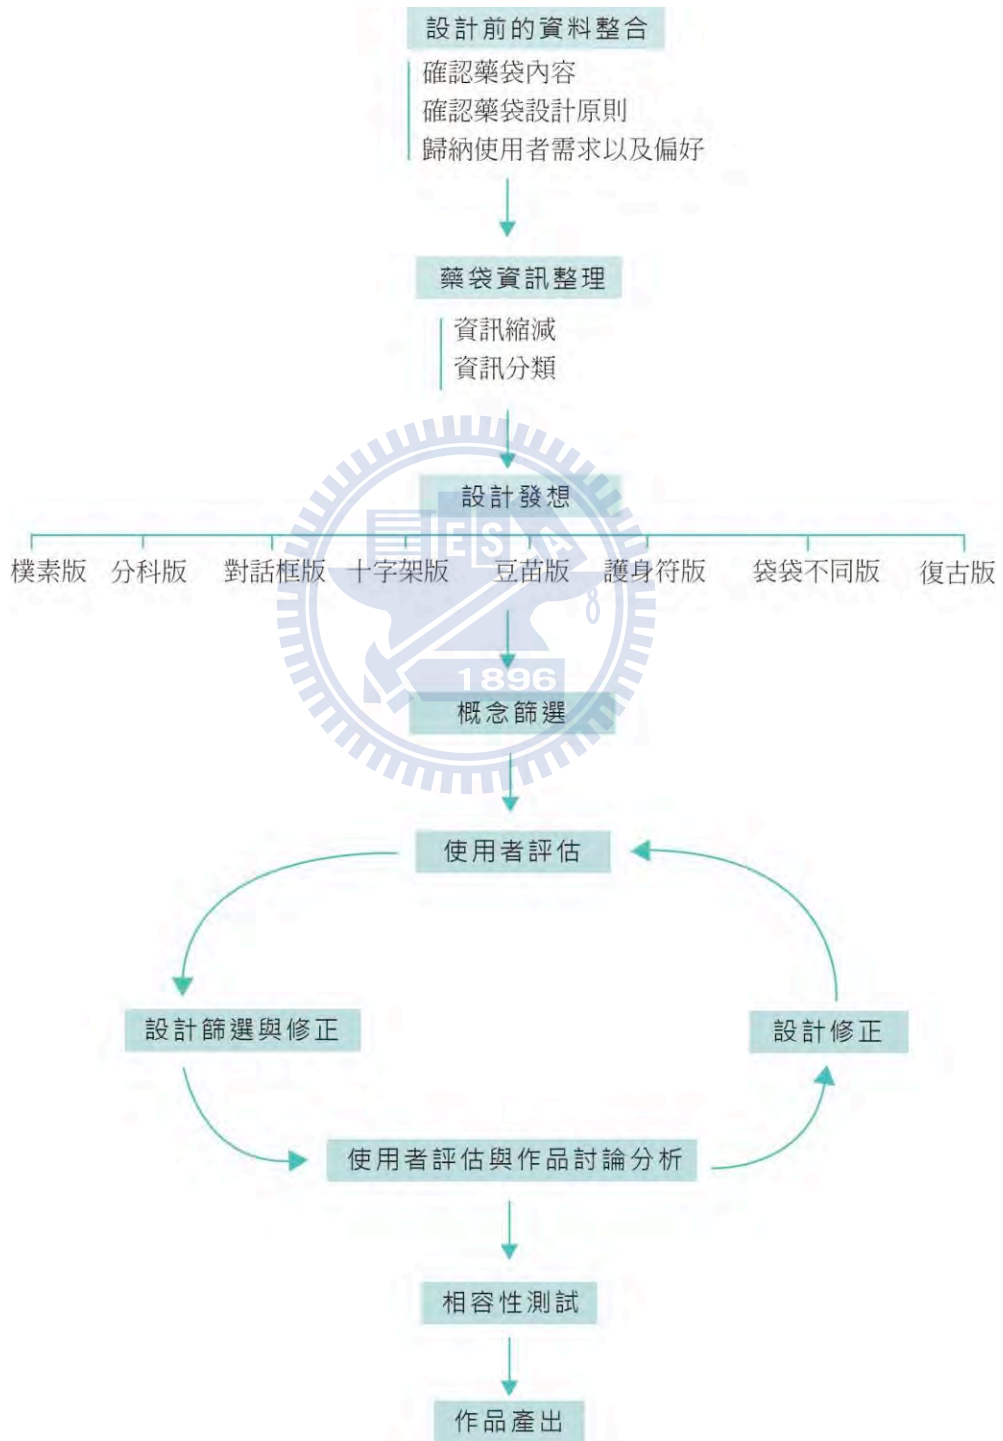 設計前的資料整合
確認藥袋內容
確認藥袋設計原則
歸納使用者需求以及偏好
藥袋資訊整理
資訊縮減
資訊分類
設計發想
ESA
樸素版 分科版 對話框版 十字架版 豆苗版 護身符版 袋袋不同版 復古版
8
1896
概念篩選
使用者評估
設計篩選與修正
設計修正
使用者評估與作品討論分析
相容性測試
作品產出